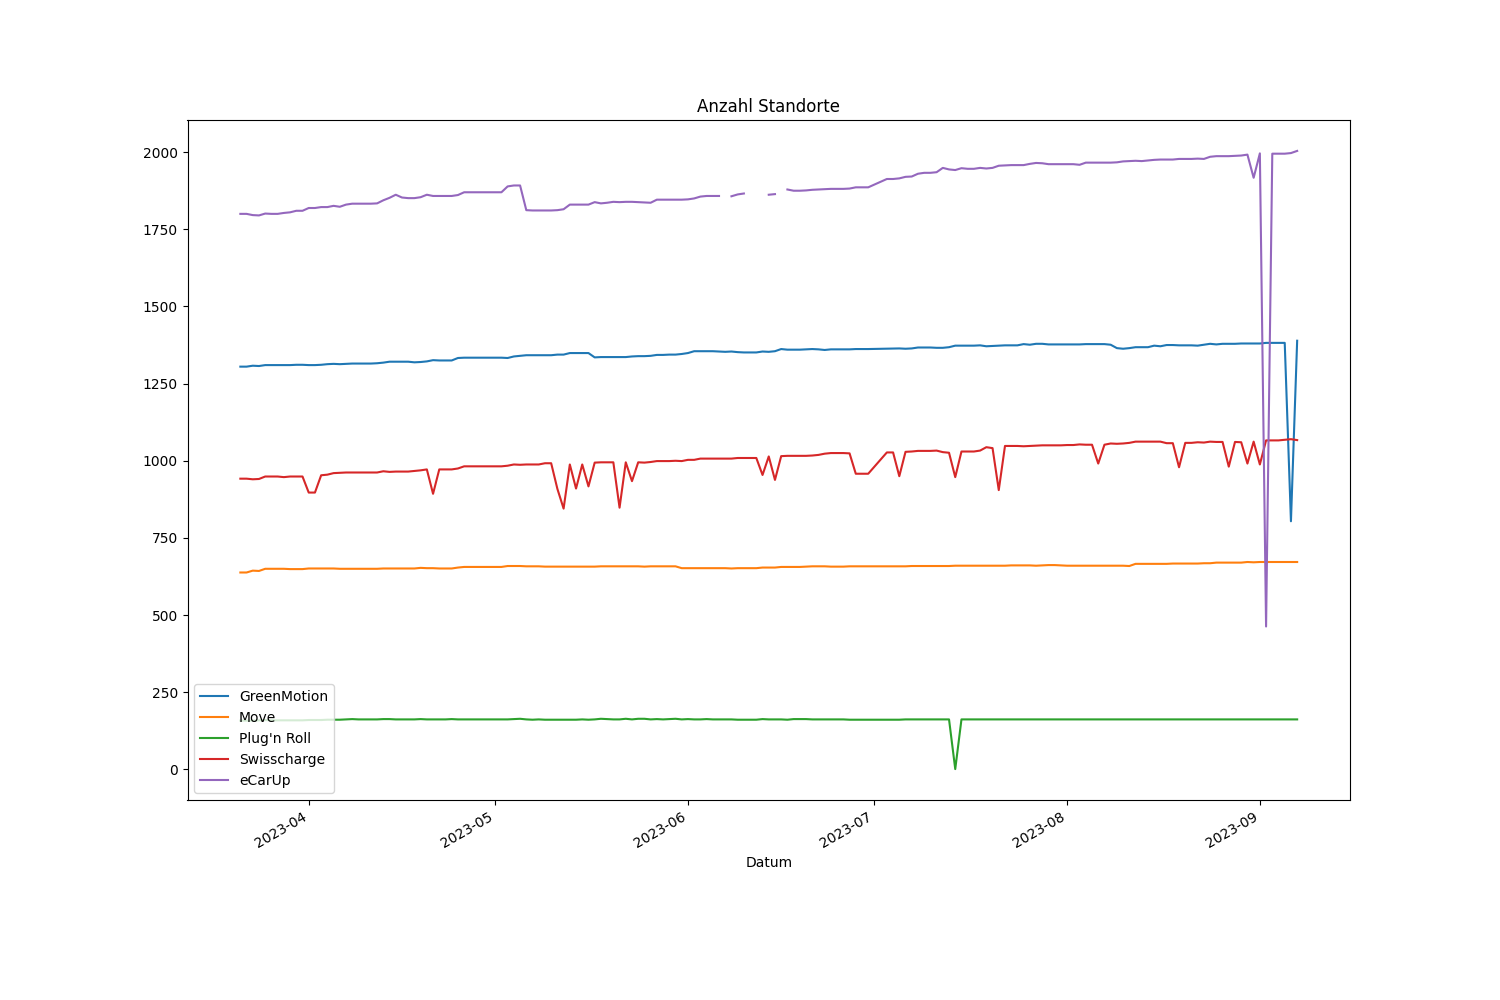 Anzahl Standorte
2000
1750
1500
1250
1000
750
500
250
0
GreenMotion
Move
Plug'n Roll
Swisscharge
eCarUp
2023-04
2023-05
2023-06
2023-07
2023-08
2023-09
Datum